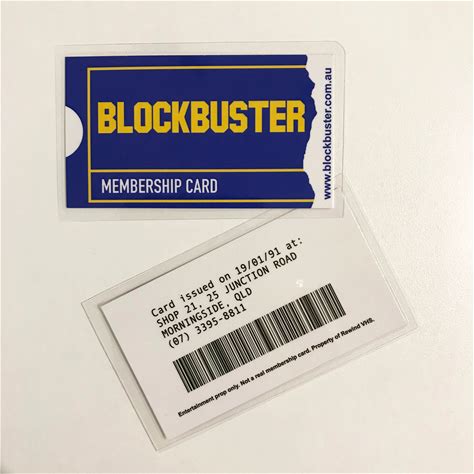 BLOCKBUSTER
MEMBERSHIP CARD
www.blockbuster.com.au
Card issued on 19/01/91 at:
SHOP 21, 25 JUNCTION ROAD
MORNINGSIDE, QLD
(07) 3395-8811
Entertainment prop only. Not a real membership card. Property of Rewind VHS.